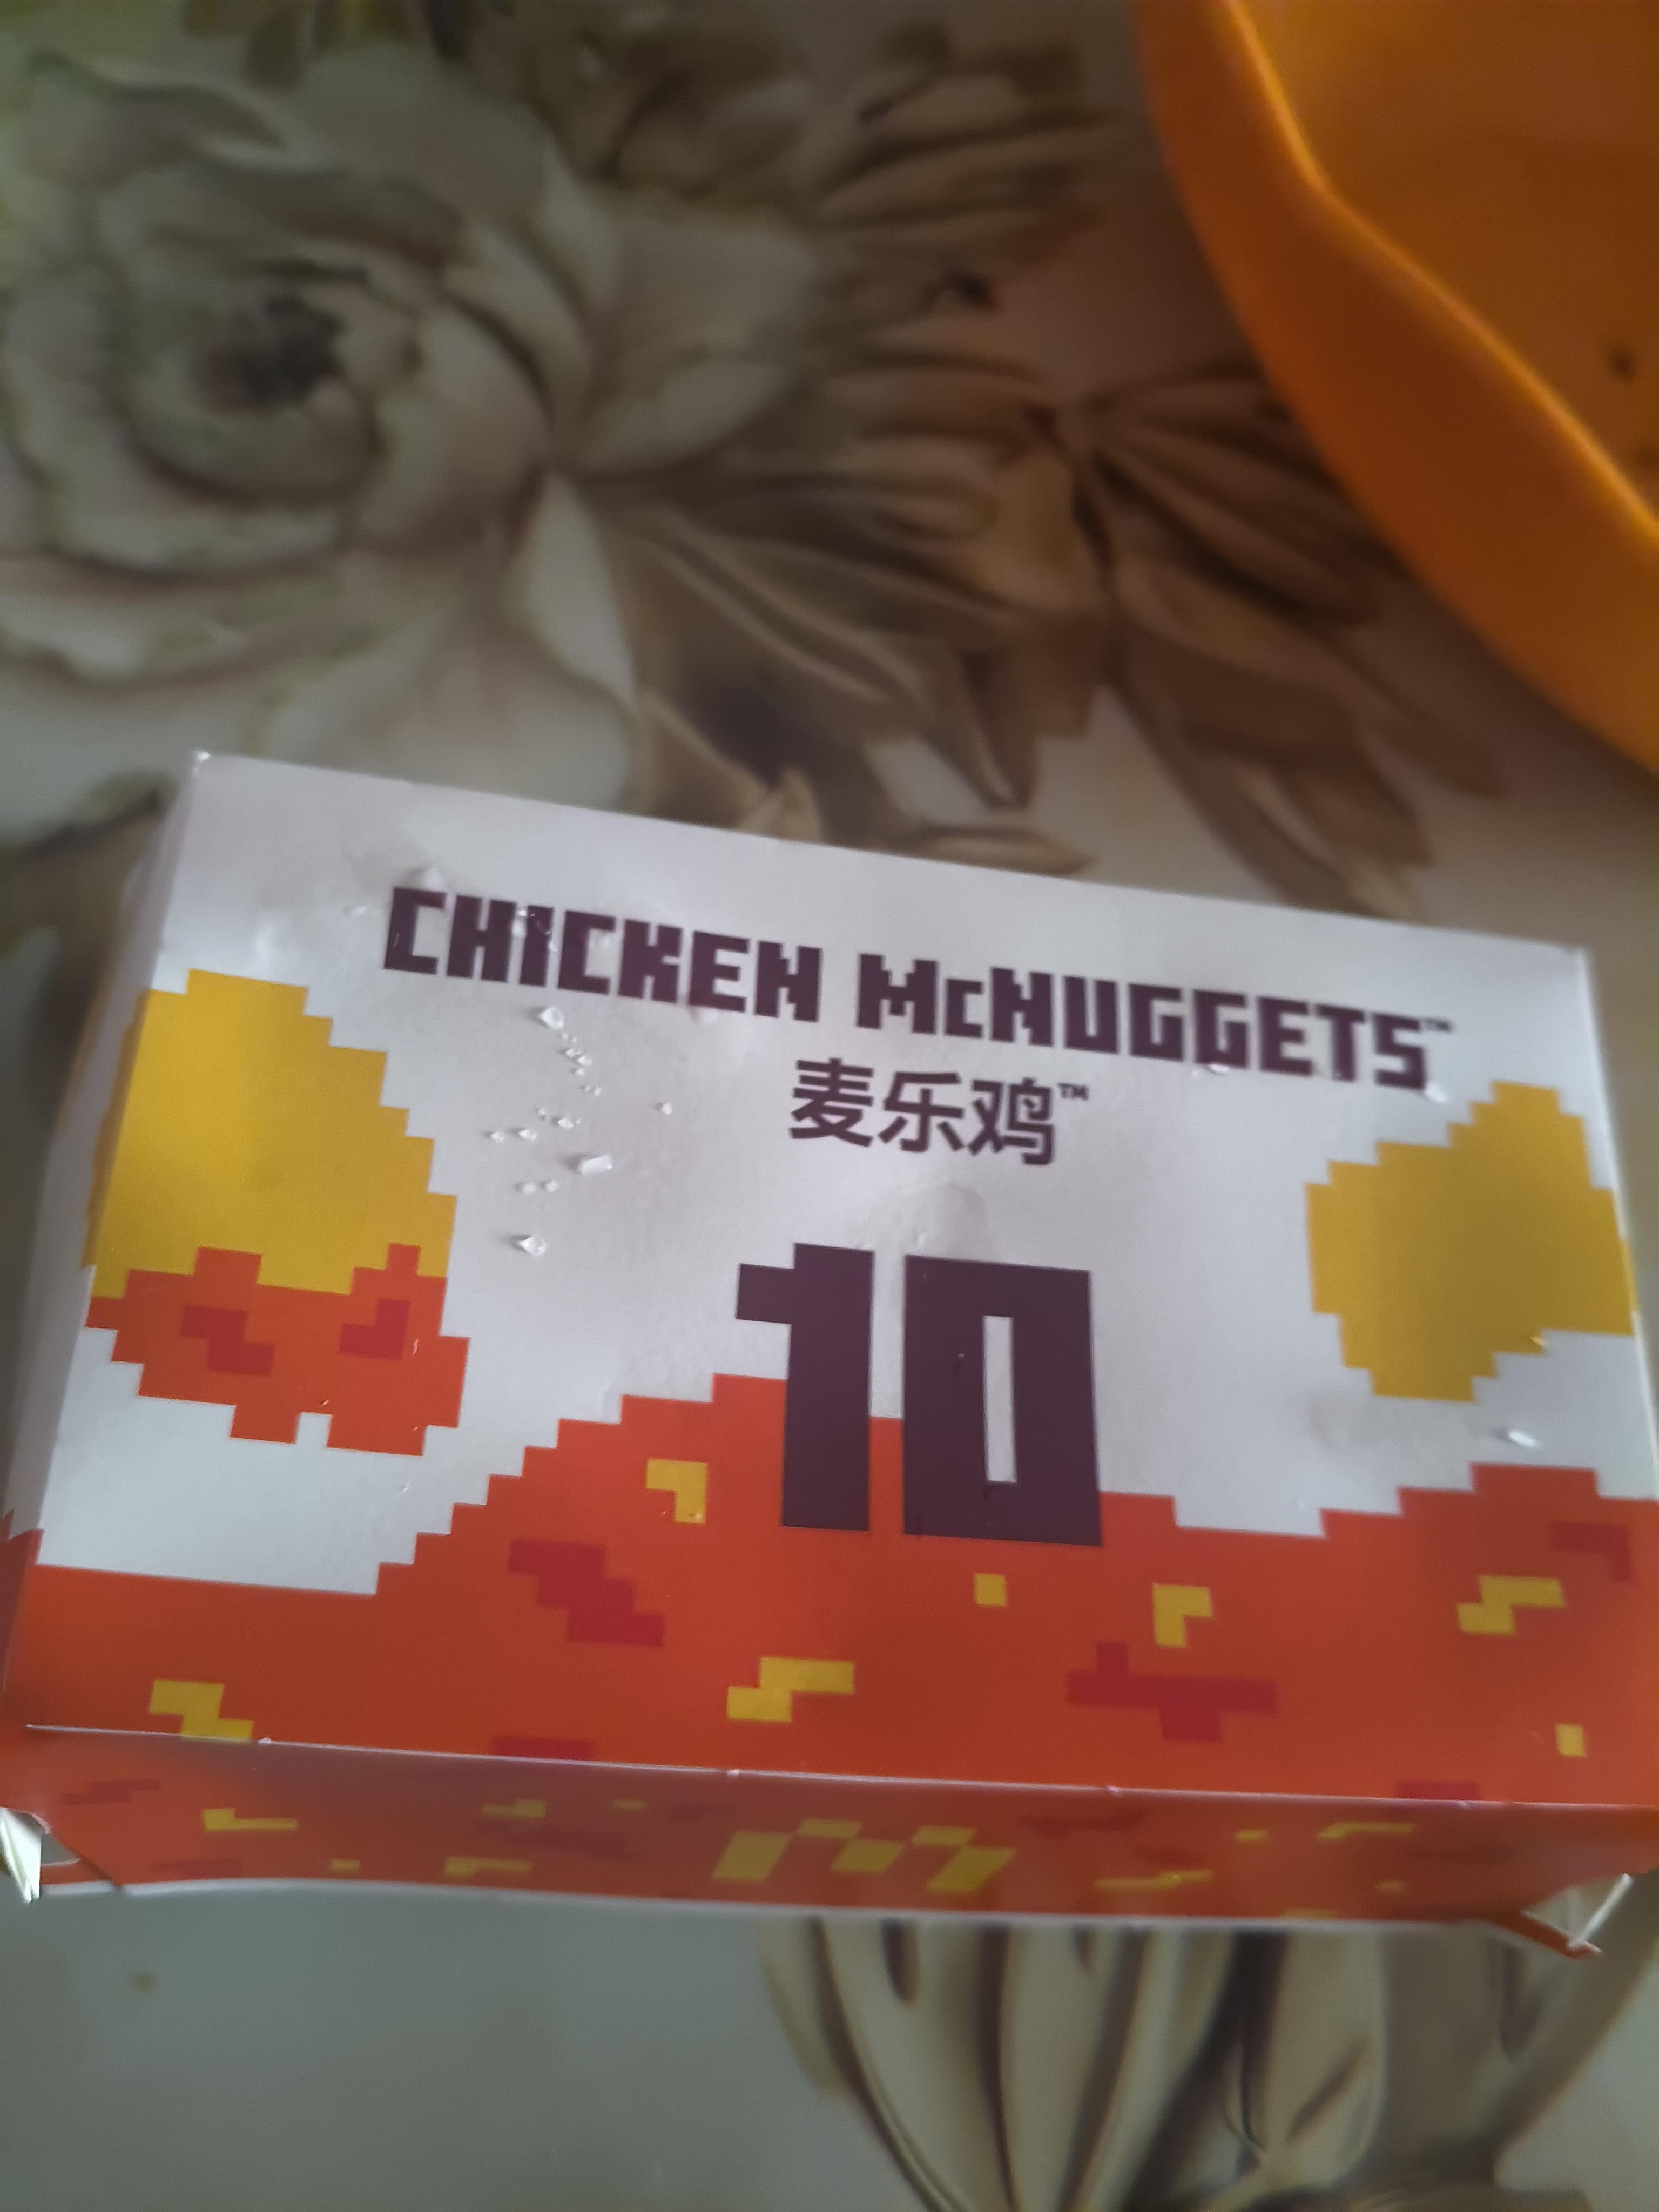 CHICKEN McNUGGETS™
麦乐鸡™
10